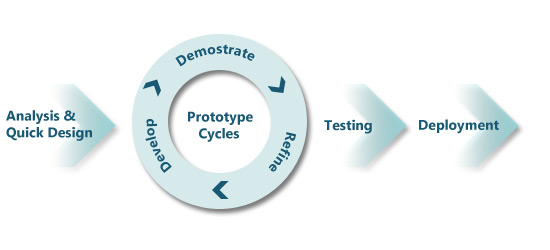 Analysis &
Quick Design
Demostrate
Develop
Refine
Prototype
Cycles
Testing
Deployment